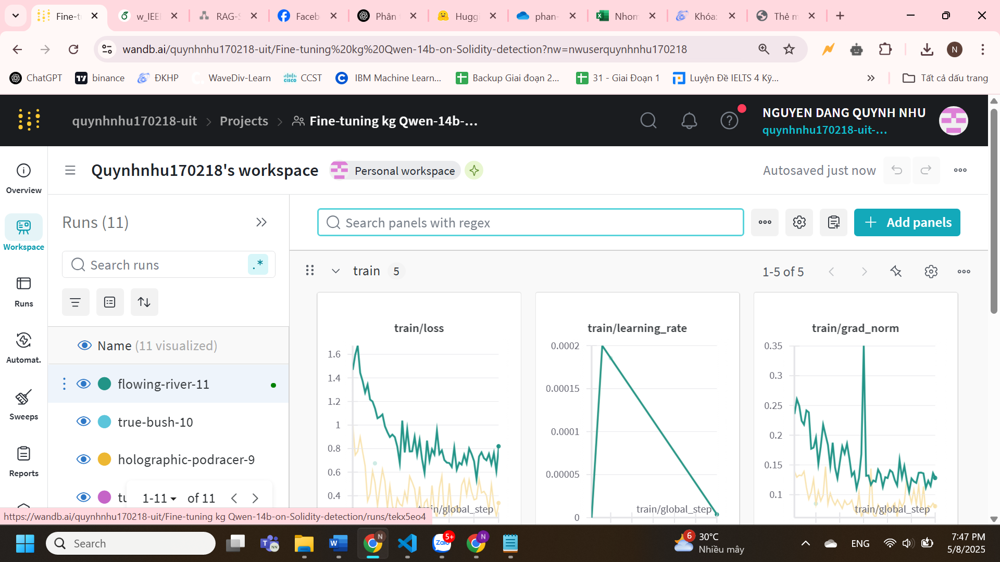 Fine-tu
w_IEEE
RAG-S
Faceb
Phân
Huggi
phan-
Nhom
Khóa:
Thẻ m
wandb.ai/quynhnhu170218-uit/Fine-tuning%20kg%20Qwen-14b-on-Solidity-detection?nw=nwuserquynhnhu170218
N
ChatGPT
binance
ĐKHP
WaveDiv-Learn
CCST
IBM Machine Learn...
Backup Giai đoạn 2...
31 - Giai Đoạn 1
Luyện Đề IELTS 4 Kỹ...
Tất cả dấu trang
quynhnhu170218-uit
Projects
Fine-tuning kg Qwen-14b-...
NGUYEN DANG QUYNH NHU
quynhnhu170218-uit-...
Quynhnhu170218's workspace
Personal workspace
Autosaved just now
Overview
Workspace
Runs
Automat.
Sweeps
Reports
Runs (11)
Search runs
.*
Name (11 visualized)
flowing-river-11
true-bush-10
holographic-podracer-9
tu
1-11 of 11
Search panels with regex
Add panels
train 5
1-5 of 5
train/loss
1.6
1.4
1.2
1
0.8
0.6
0.4
train/global_step
train/learning_rate
0.0002
0.00015
0.0001
0.00005
0
train/global_step
train/grad_norm
0.35
0.3
0.25
0.2
0.15
0.1
train/global_step
https://wandb.ai/quynhnhu170218-uit/Fine-tuning kg Qwen-14b-on-Solidity-detection/runs/tekx5eo4
Search
NN
W
N
Zalo
5+
N
6
30°C
Nhiều mây
ENG
7:47 PM
5/8/2025